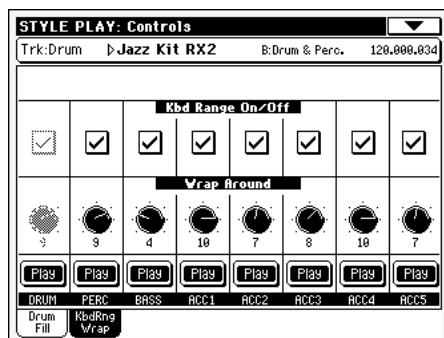 STYLE PLAY: Controls
Trk:Drum ▷Jazz Kit RX2 B:Drum & Perc. 120.000.034
Kbd Range On/Off
Wrap Around
9 9 4 10 7 8 10 7
Play Play Play Play Play Play Play Play
DRUM PERC BASS ACC1 ACC2 ACC3 ACC4 ACC5
Drum Fill KbdRng Wrap